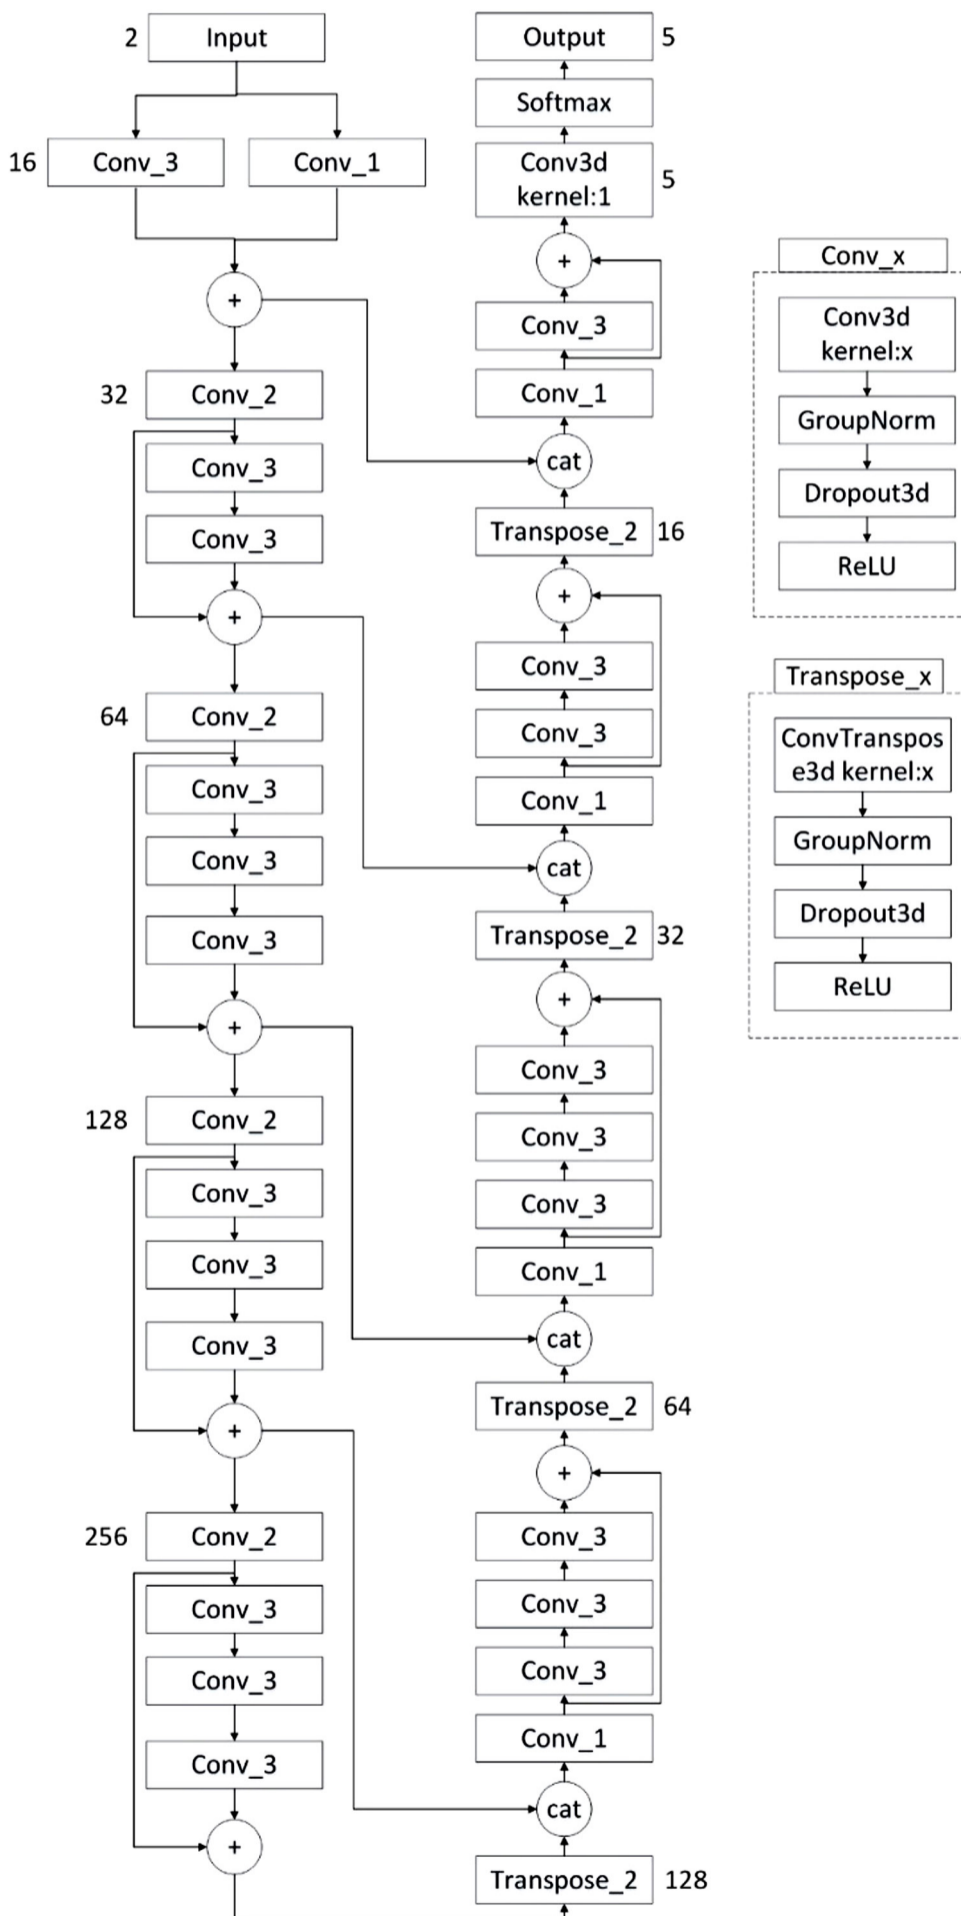 2
Input
16
Conv_3
Conv_1
+
32
Conv_2
Conv_3
Conv_3
+
64
Conv_2
Conv_3
Conv_3
Conv_3
+
128
Conv_2
Conv_3
Conv_3
Conv_3
+
256
Conv_2
Conv_3
Conv_3
Conv_3
+
Output
5
Softmax
Conv3d
kernel:1
5
+
Conv_3
Conv_1
cat
Transpose_2
16
+
Conv_3
Conv_3
Conv_1
cat
Transpose_2
32
+
Conv_3
Conv_3
Conv_3
Conv_1
cat
Transpose_2
64
+
Conv_3
Conv_3
Conv_3
Conv_1
cat
Transpose_2
128
Conv_x
Conv3d
kernel:x
GroupNorm
Dropout3d
ReLU
Transpose_x
ConvTranspos
e3d kernel:x
GroupNorm
Dropout3d
ReLU